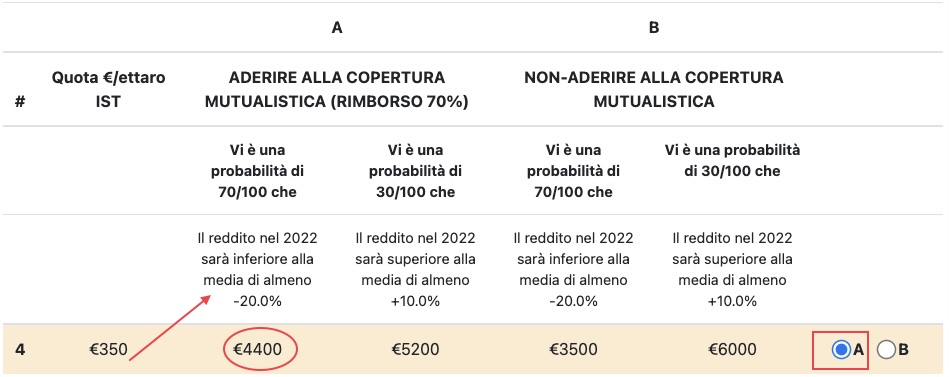 A B
Quota €/ettaro ADERIRE ALLA COPERTURA NON-ADERIRE ALLA COPERTURA
# IST MUTUALISTICA (RIMBORSO 70%) MUTUALISTICA
Vi è una Vi è una Vi è una Vi è una probabilità
probabilità di probabilità di probabilità di di 30/100 che
70/100 che 30/100 che 70/100 che
Il reddito nel 2022 Il reddito nel 2022 Il reddito nel 2022 Il reddito nel 2022
sarà inferiore alla sarà superiore alla sarà inferiore alla sarà superiore alla
media di almeno media di almeno media di almeno media di almeno
-20.0% +10.0% -20.0% +10.0%
4 €350 €4400 €5200 €3500 €6000 A B